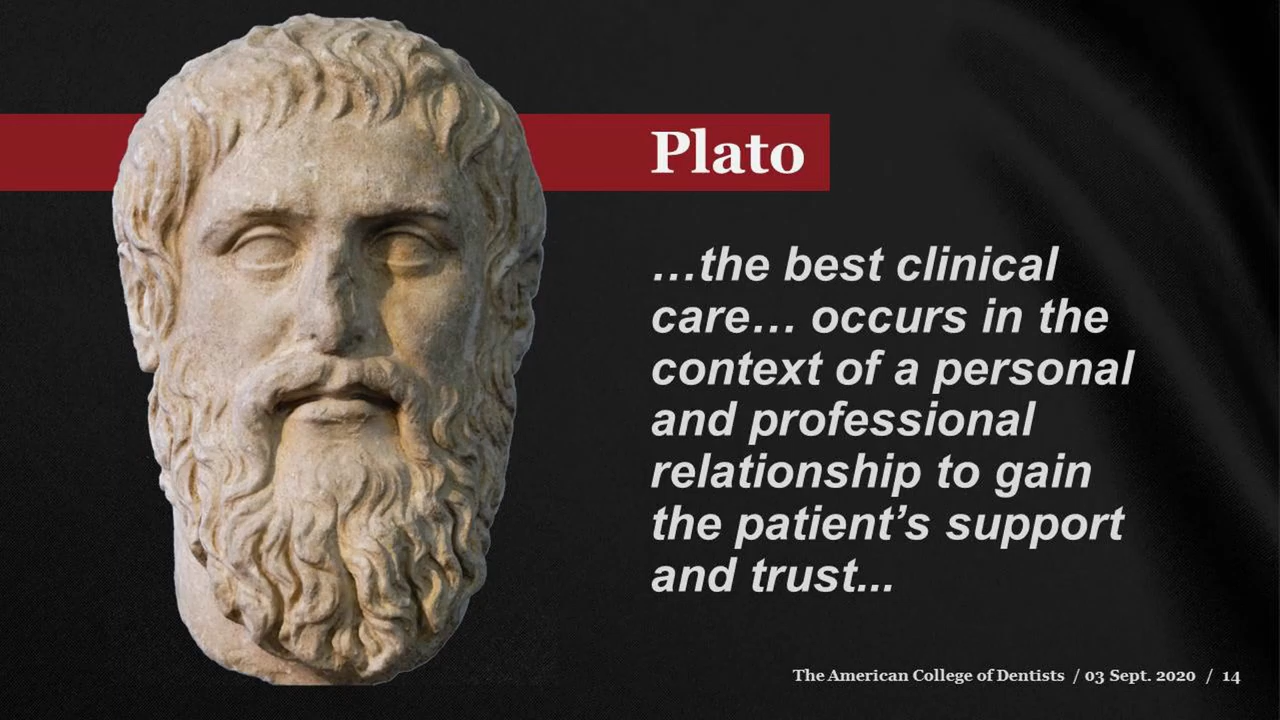 Plato
…the best clinical
care… occurs in the
context of a personal
and professional
relationship to gain
the patient’s support
and trust...
The American College of Dentists / 03 Sept. 2020 / 14